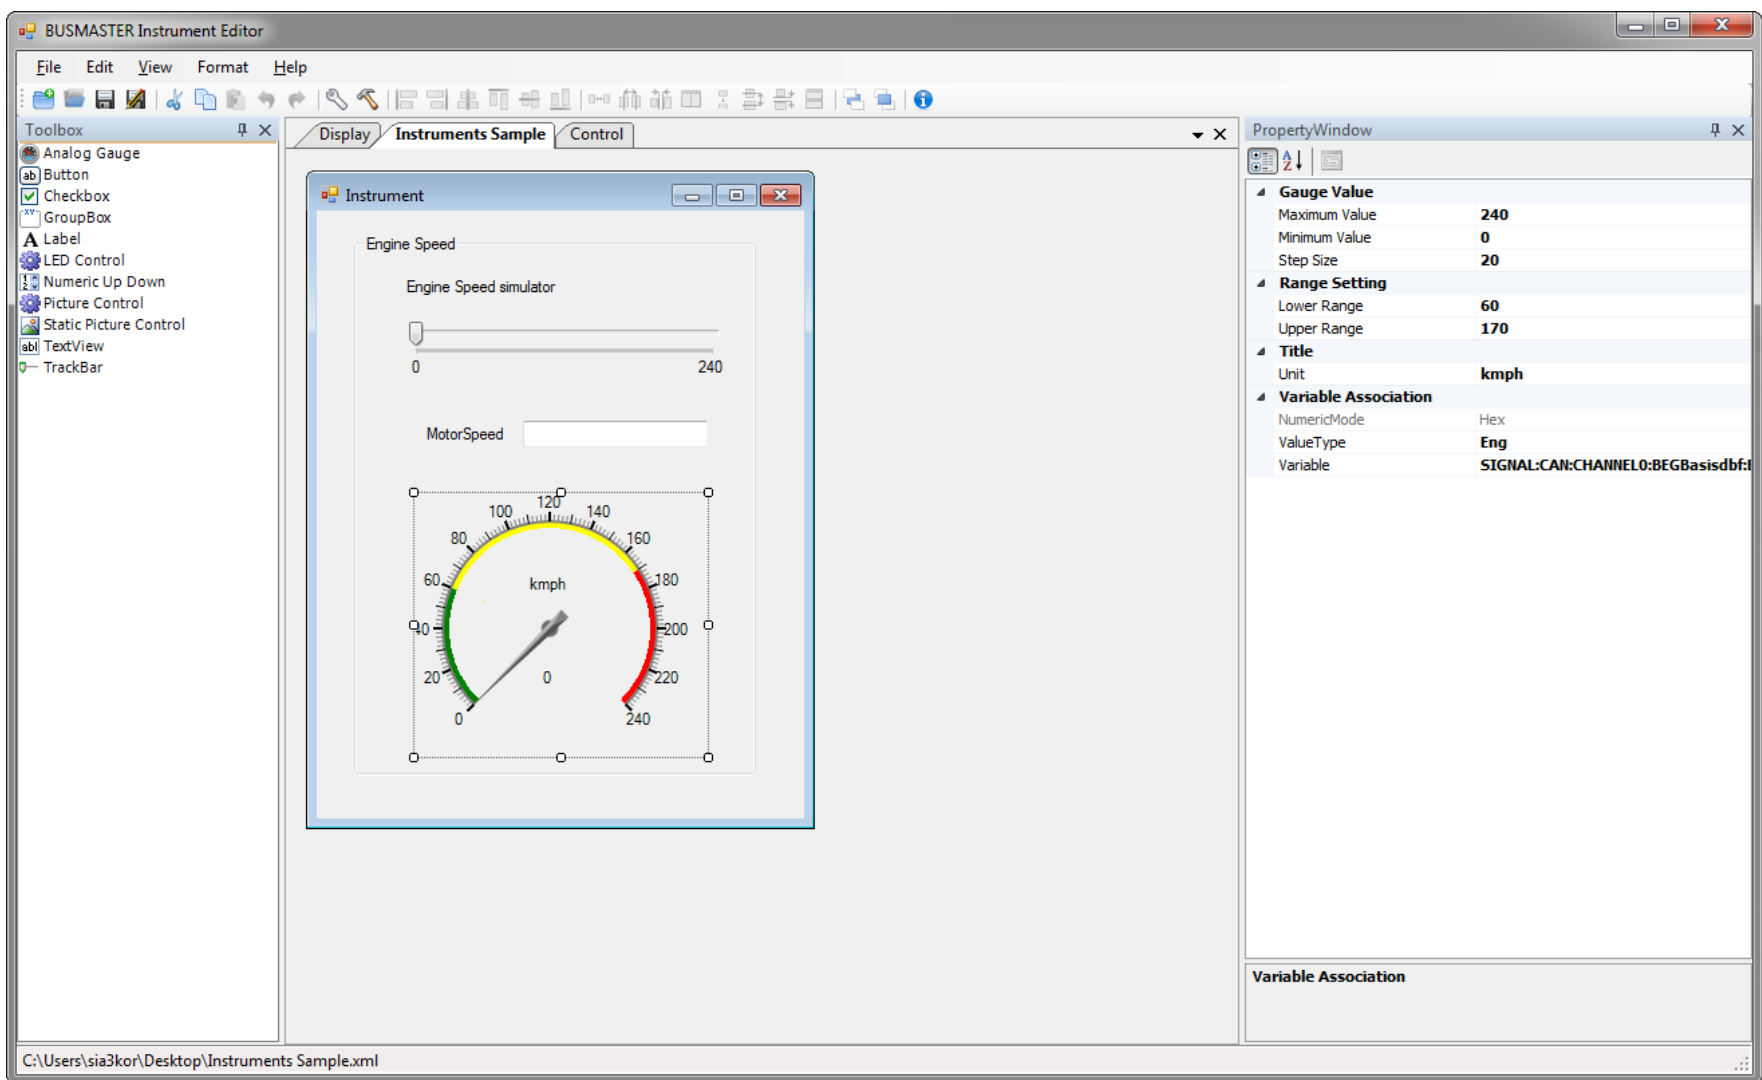 BUSMASTER Instrument Editor
File Edit View Format Help
Toolbox
Analog Gauge
Button
Checkbox
GroupBox
Label
LED Control
Numeric Up Down
Picture Control
Static Picture Control
TextView
TrackBar
Display Instruments Sample Control
Instrument
Engine Speed
Engine Speed simulator
0 240
MotorSpeed
0
20
40
60
80
100
120
140
160
180
200
220
240
kmph
0
PropertyWindow
Gauge Value
Maximum Value 240
Minimum Value 0
Step Size 20
Range Setting
Lower Range 60
Upper Range 170
Title
Unit kmph
Variable Association
NumericMode Hex
ValueType Eng
Variable SIGNAL:CAN:CHANNEL0:BEGBasisdbf:
Variable Association
C:\Users\sia3kor\Desktop\Instruments Sample.xml